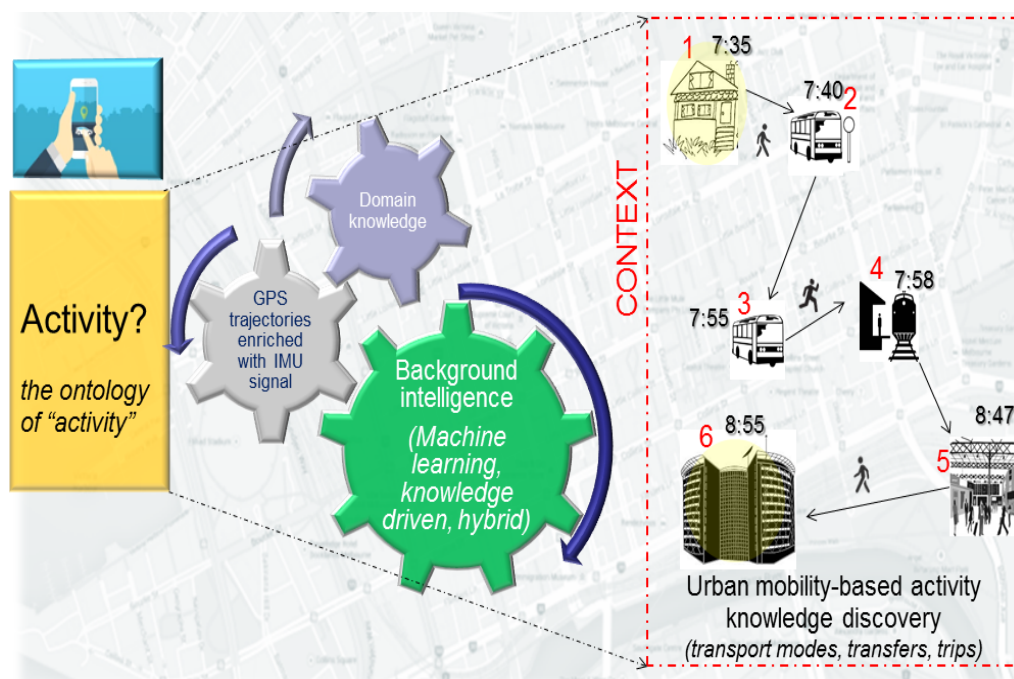 Activity?
the ontology
of “activity”
Domain
knowledge
GPS
trajectories
enriched
with IMU
signal
Background
intelligence
(Machine
learning,
knowledge
driven, hybrid)
CONTEXT
1
7:35
7:40
2
3
7:55
4
7:58
8:47
5
6
8:55
Urban mobility-based activity
knowledge discovery
(transport modes, transfers, trips)